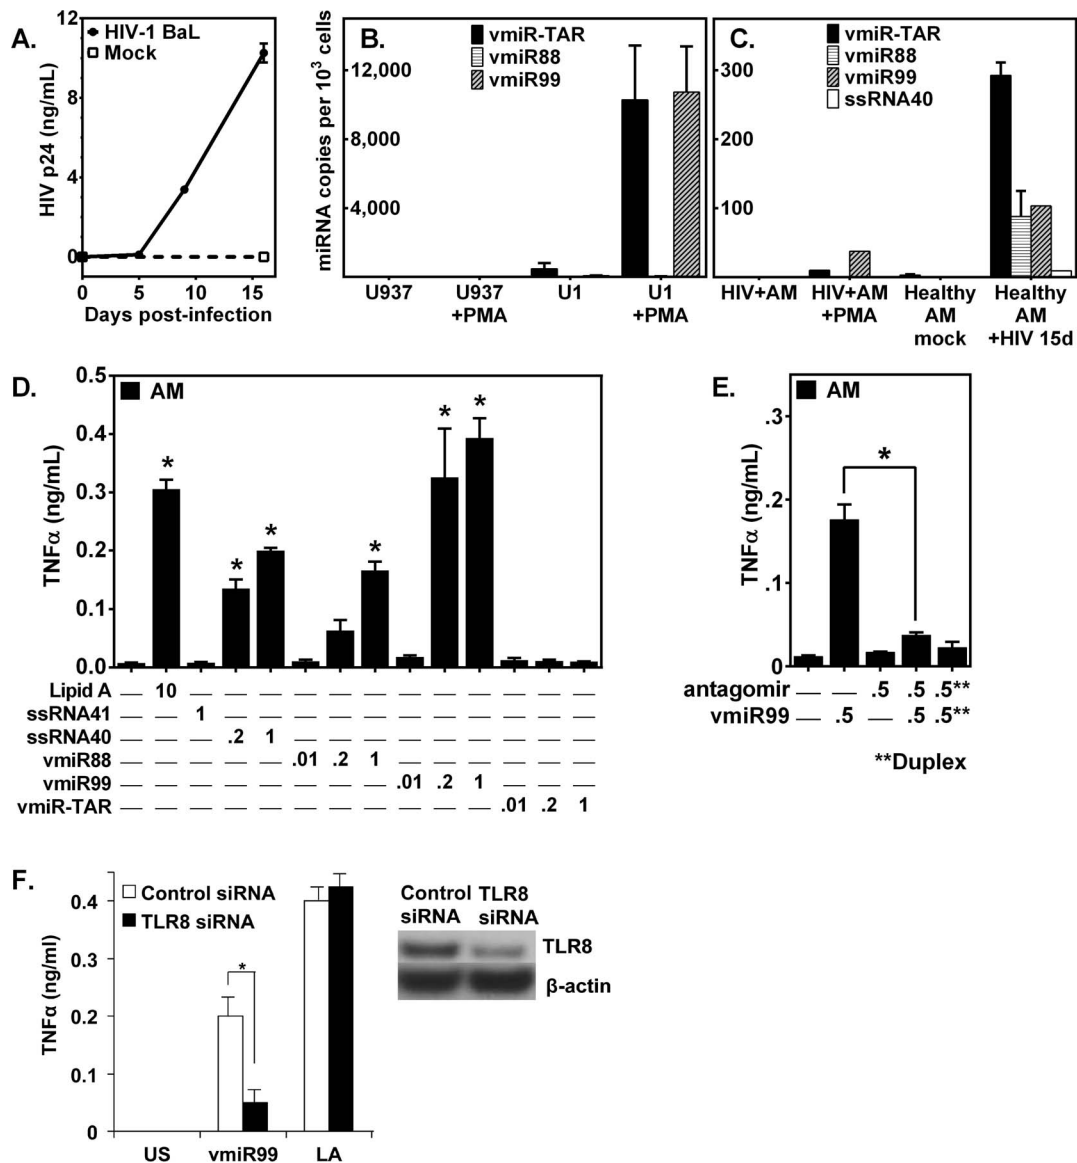 A.
HIV-1 BaL
Mock
HIV p24 (ng/mL)
12
8
4
0
0 5 10 15
Days post-infection
B.
vmiR-TAR
vmiR88
vmiR99
miRNA copies per 10³ cells
12,000
8,000
4,000
U937
U937 +PMA
U1
U1 +PMA
C.
vmiR-TAR
vmiR88
vmiR99
ssRNA40
300
200
100
HIV+AM
HIV+AM +PMA
Healthy AM mock
Healthy AM +HIV 15d
D.
AM
TNFα (ng/mL)
0.5
0.4
0.3
0.2
0.1
0.0
* * * * * *
Lipid A — 10 — — — — — — — — — — — —
ssRNA41 — — 1 — — — — — — — — — — —
ssRNA40 — — — .2 1 — — — — — — — — —
vmiR88 — — — — — .01 .2 1 — — — — — —
vmiR99 — — — — — — — — .01 .2 1 — — —
vmiR-TAR — — — — — — — — — — — .01 .2 1
E.
AM
TNFα (ng/mL)
.3
.2
.1
0
*
antagomir — — .5 .5 .5**
vmiR99 — .5 — .5 .5**
**Duplex
F.
Control siRNA
TLR8 siRNA
TNFα (ng/ml)
0.4
0.3
0.2
0.1
0
*
US vmiR99 LA
Control siRNA
TLR8 siRNA
TLR8
β-actin